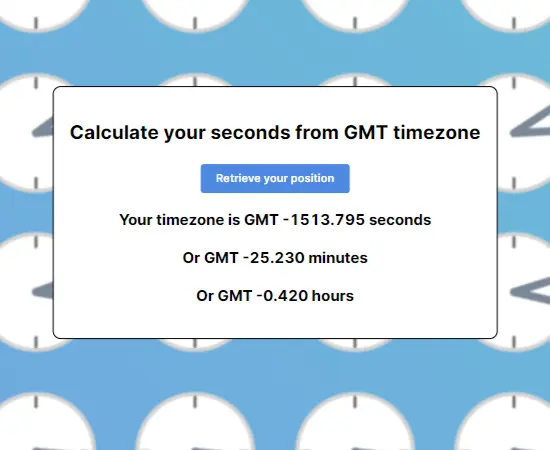 Calculate your seconds from GMT timezone
Retrieve your position
Your timezone is GMT -1513.795 seconds
Or GMT -25.230 minutes
Or GMT -0.420 hours